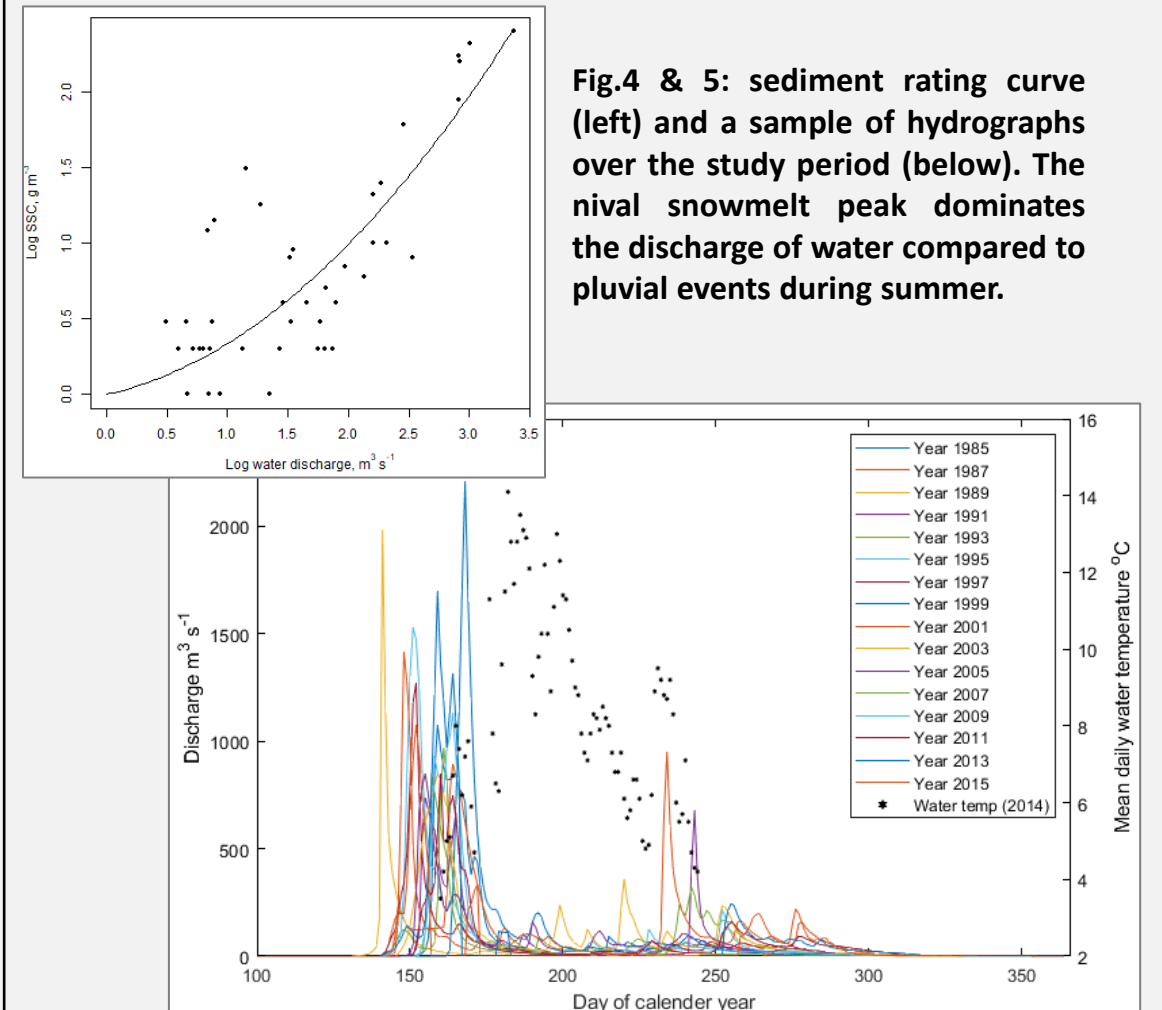 Fig.4 & 5: sediment rating curve
(left) and a sample of hydrographs
over the study period (below). The
nival snowmelt peak dominates
the discharge of water compared to
pluvial events during summer.
Log SSC, g m⁻³
2.0
1.5
1.0
0.5
0.0
0.0 0.5 1.0 1.5 2.0 2.5 3.0 3.5
Log water discharge, m³ s⁻¹
Discharge m³ s⁻¹
2000
1500
1000
500
0
Year 1985
Year 1987
Year 1989
Year 1991
Year 1993
Year 1995
Year 1997
Year 1999
Year 2001
Year 2003
Year 2005
Year 2007
Year 2009
Year 2011
Year 2013
Year 2015
Water temp (2014)
16
14
12
10
8
6
4
2
Mean daily water temperature °C
100 150 200 250 300 350
Day of calender year